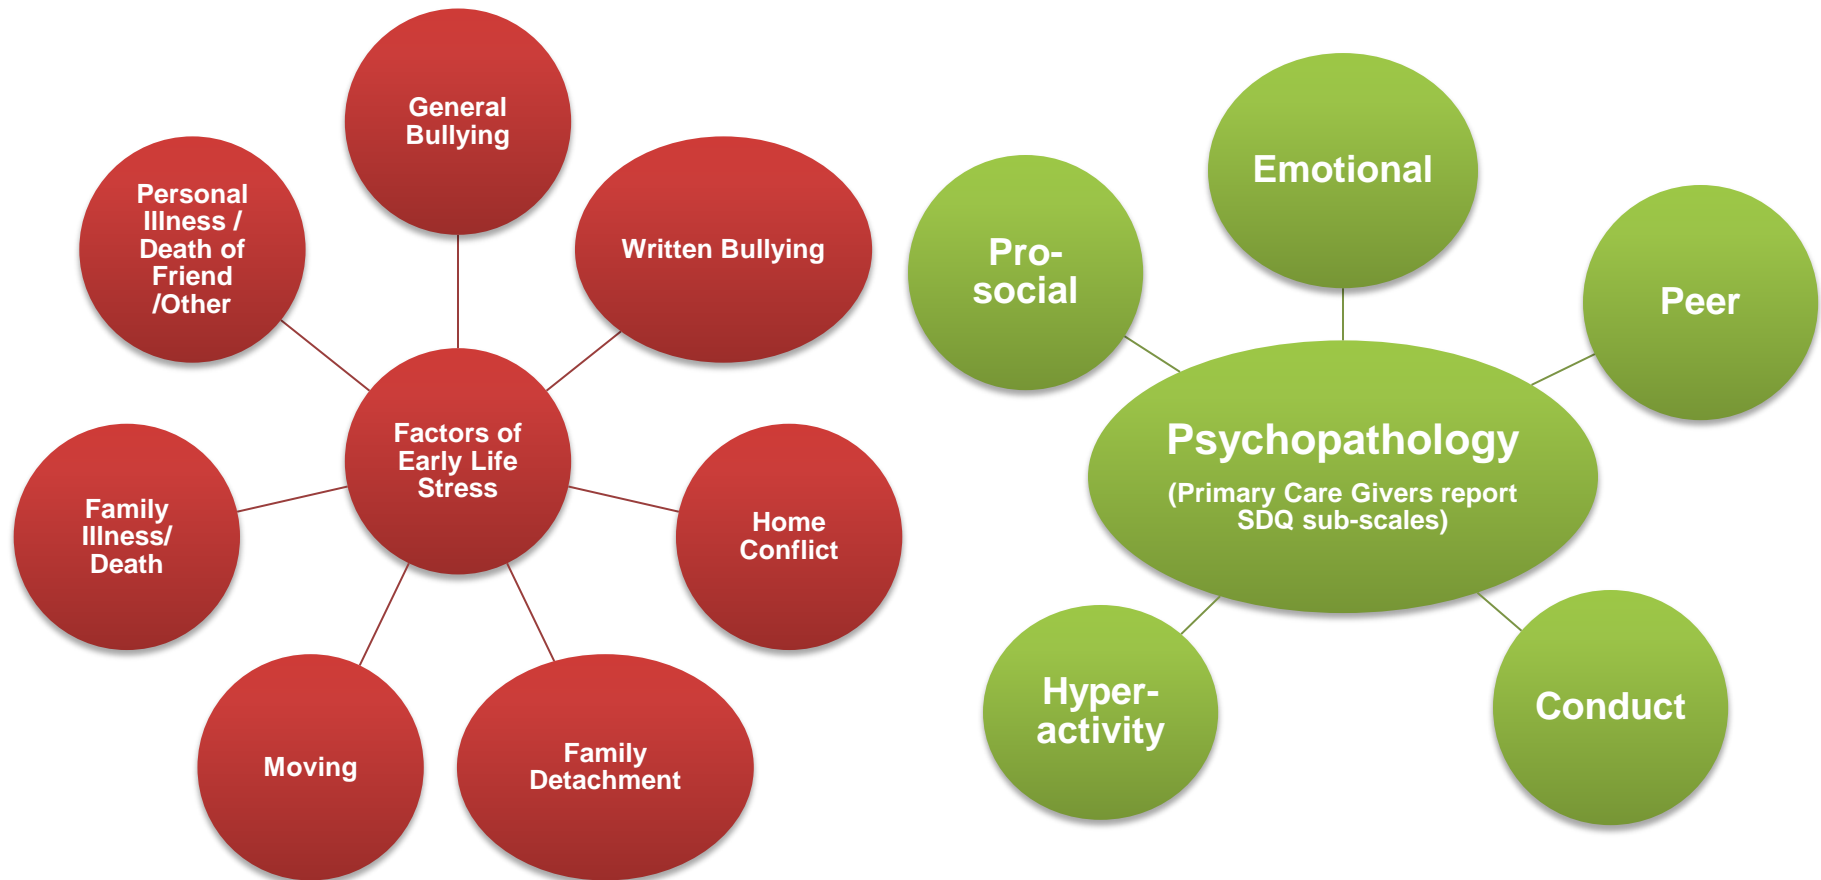 General
Bullying
Written Bullying
Home
Conflict
Family
Detachment
Moving
Family
Illness/
Death
Personal
Illness /
Death of
Friend
/Other
Factors of
Early Life
Stress
Emotional
Peer
Conduct
Hyper-
activity
Pro-
social
Psychopathology
(Primary Care Givers report
SDQ sub-scales)